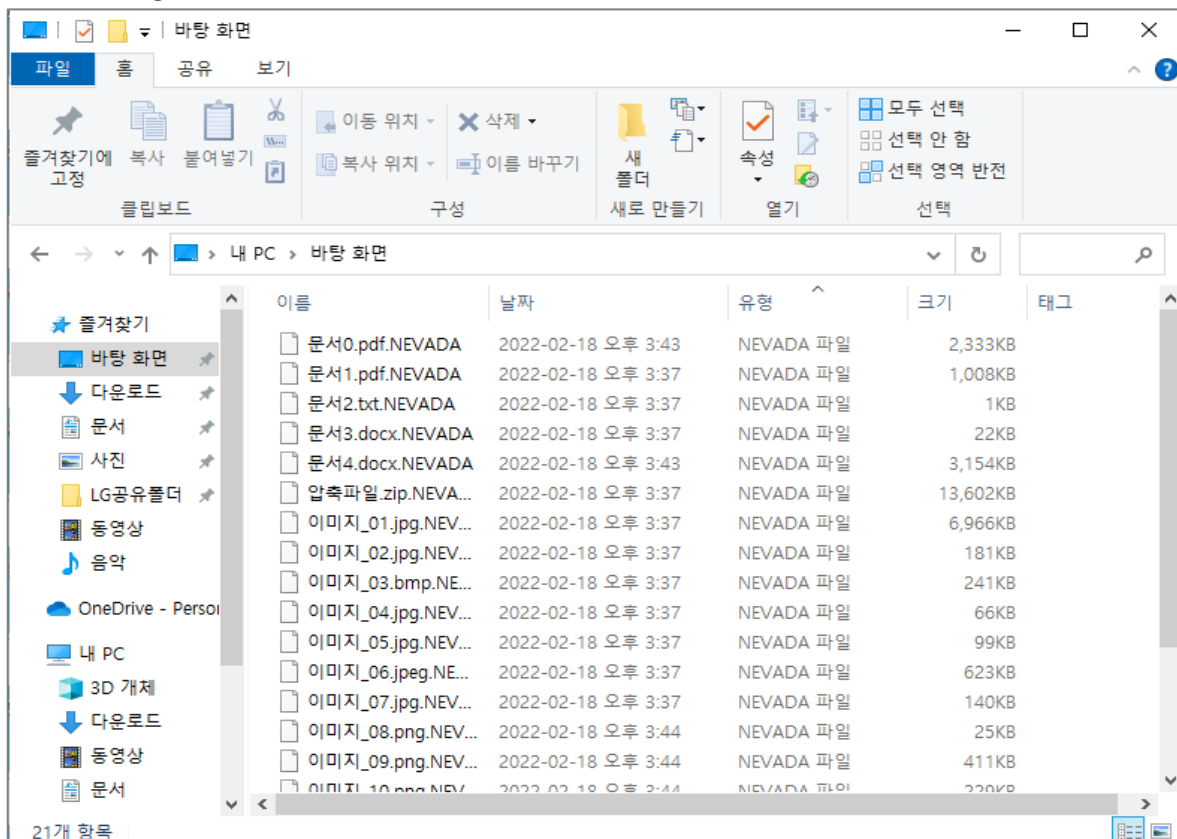 바탕 화면
파일 홈 공유 보기
즐겨찾기에 고정
복사
붙여넣기
이동 위치
복사 위치
삭제
이름 바꾸기
새 폴더
속성
모두 선택
선택 안 함
선택 영역 반전
클립보드 구성 새로 만들기 열기 선택
내 PC > 바탕 화면
이름 날짜 유형 크기 태그
즐겨찾기
바탕 화면
다운로드
문서
사진
LG공유폴더
동영상
음악
OneDrive - Person
내 PC
3D 개체
다운로드
동영상
문서
문서0.pdf.NEVADA 2022-02-18 오후 3:43 NEVADA 파일 2,333KB
문서1.pdf.NEVADA 2022-02-18 오후 3:37 NEVADA 파일 1,008KB
문서2.txt.NEVADA 2022-02-18 오후 3:37 NEVADA 파일 1KB
문서3.docx.NEVADA 2022-02-18 오후 3:37 NEVADA 파일 22KB
문서4.docx.NEVADA 2022-02-18 오후 3:43 NEVADA 파일 3,154KB
압축파일.zip.NEVA... 2022-02-18 오후 3:37 NEVADA 파일 13,602KB
이미지_01.jpg.NEV... 2022-02-18 오후 3:37 NEVADA 파일 6,966KB
이미지_02.jpg.NEV... 2022-02-18 오후 3:37 NEVADA 파일 181KB
이미지_03.bmp.NE... 2022-02-18 오후 3:37 NEVADA 파일 241KB
이미지_04.jpg.NEV... 2022-02-18 오후 3:37 NEVADA 파일 66KB
이미지_05.jpg.NEV... 2022-02-18 오후 3:37 NEVADA 파일 99KB
이미지_06.jpeg.NE... 2022-02-18 오후 3:37 NEVADA 파일 623KB
이미지_07.jpg.NEV... 2022-02-18 오후 3:37 NEVADA 파일 140KB
이미지_08.png.NEV... 2022-02-18 오후 3:44 NEVADA 파일 25KB
이미지_09.png.NEV... 2022-02-18 오후 3:44 NEVADA 파일 411KB
이미지_10.png.NEV... 2022-02-18 오후 3:44 NEVADA 파일 229KB
21개 항목